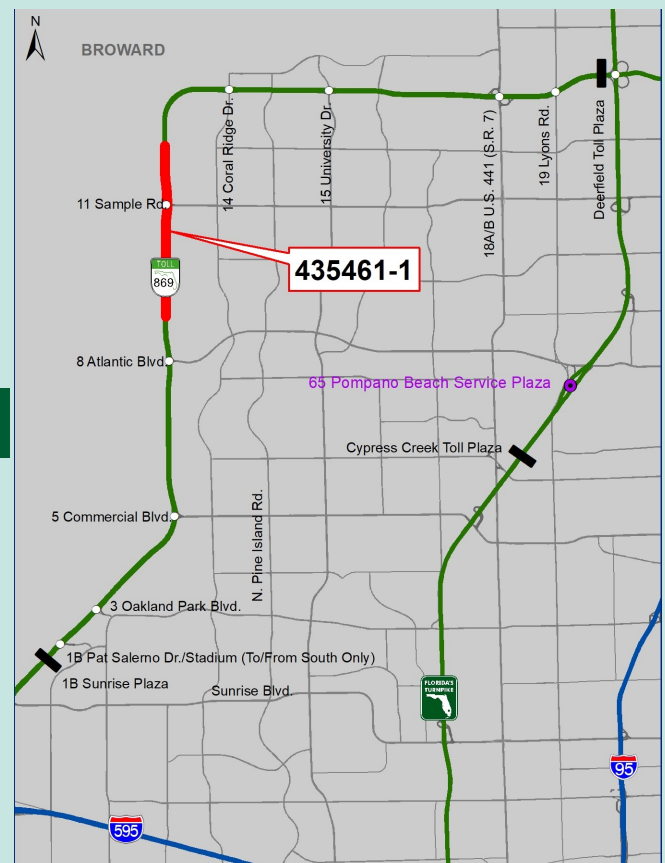 N
BROWARD
14 Coral Ridge Dr.
15 University Dr.
18A/B U.S. 441 (S.R. 7)
19 Lyons Rd.
Deerfield Toll Plaza
11 Sample Rd.
435461-1
TOLL
869
8 Atlantic Blvd.
65 Pompano Beach Service Plaza
Cypress Creek Toll Plaza
N. Pine Island Rd.
5 Commercial Blvd.
3 Oakland Park Blvd.
1B Pat Salerno Dr./Stadium (To/From South Only)
1B Sunrise Plaza
Sunrise Blvd.
FLORIDA'S
TURNPIKE
95
595